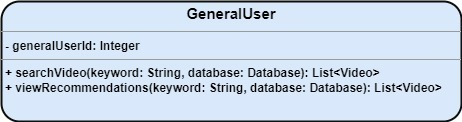 GeneralUser
- generalUserId: Integer
+ searchVideo(keyword: String, database: Database): List<Video>
+ viewRecommendations(keyword: String, database: Database): List<Video>